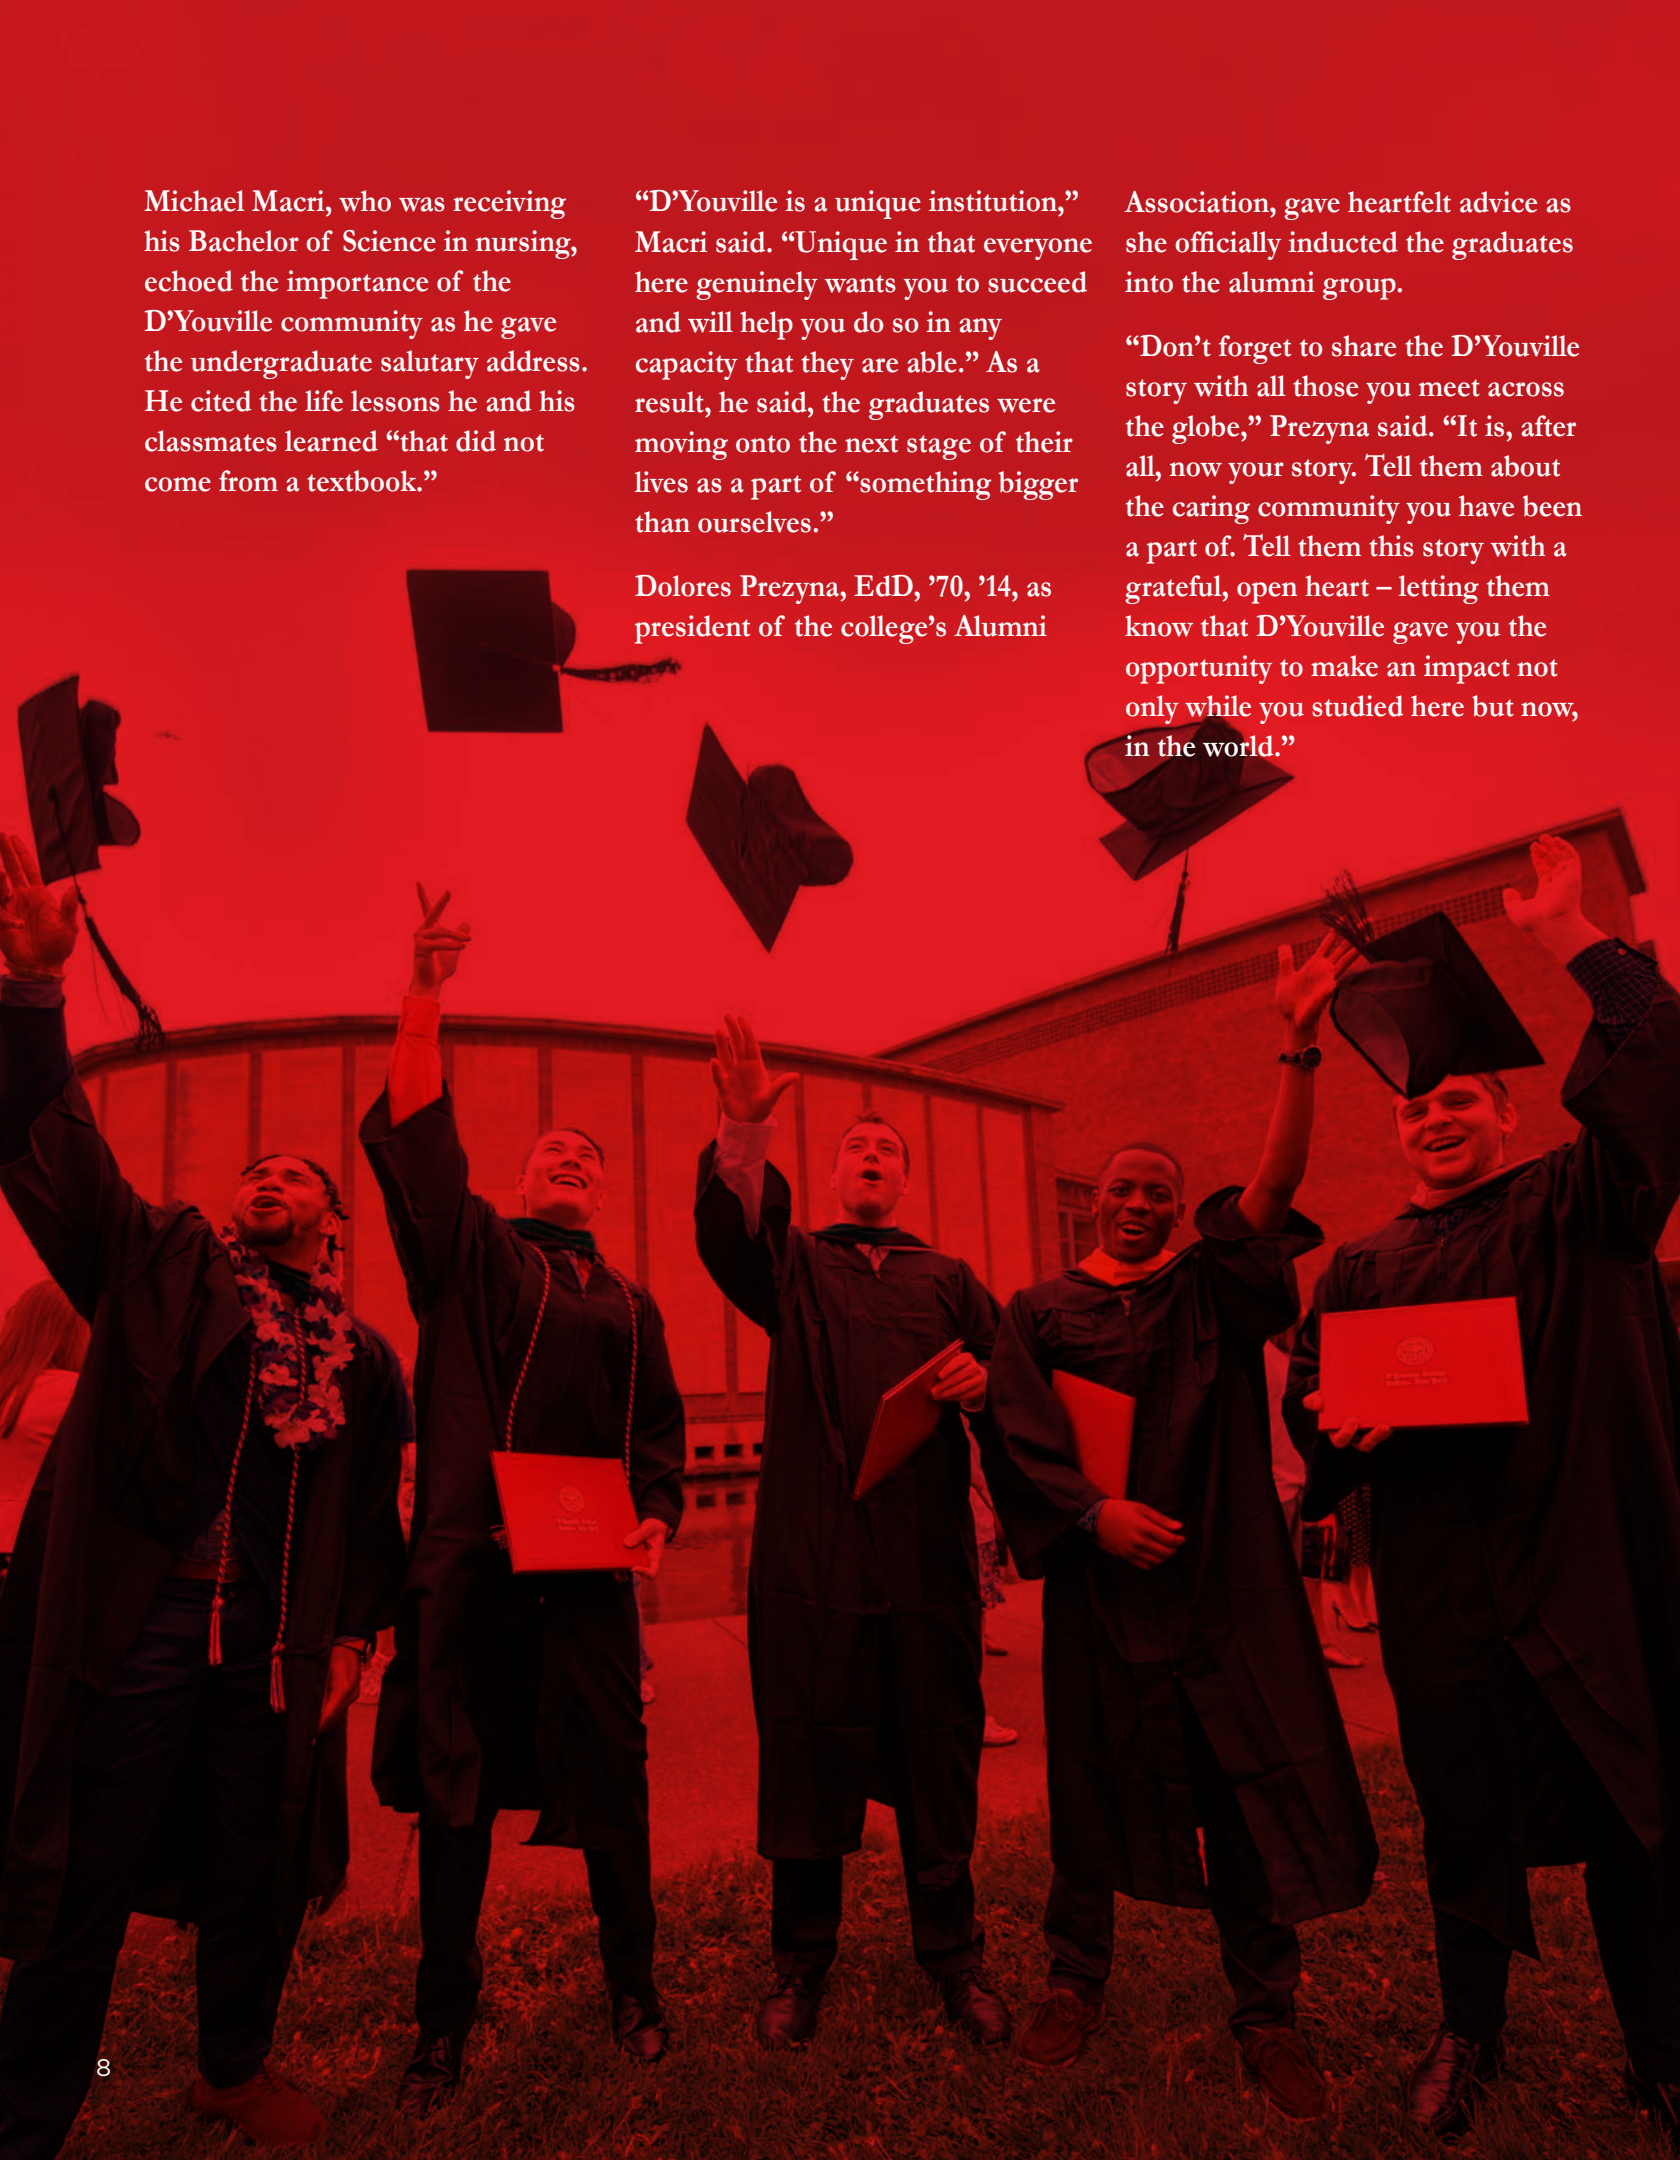 Michael Macri, who was receiving
his Bachelor of Science in nursing,
echoed the importance of the
D’Youville community as he gave
the undergraduate salutary address.
He cited the life lessons he and his
classmates learned “that did not
come from a textbook.”
“D’Youville is a unique institution,”
Macri said. “Unique in that everyone
here genuinely wants you to succeed
and will help you do so in any
capacity that they are able.” As a
result, he said, the graduates were
moving onto the next stage of their
lives as a part of “something bigger
than ourselves.”
Dolores Prezyna, EdD, ’70, ’14, as
president of the college’s Alumni
Association, gave heartfelt advice as
she officially inducted the graduates
into the alumni group.
“Don’t forget to share the D’Youville
story with all those you meet across
the globe,” Prezyna said. “It is, after
all, now your story. Tell them about
the caring community you have been
a part of. Tell them this story with a
grateful, open heart – letting them
know that D’Youville gave you the
opportunity to make an impact not
only while you studied here but now,
in the world.”
8